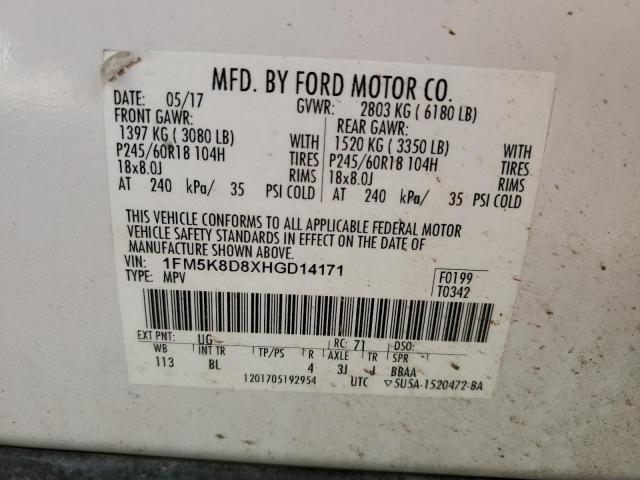 MFD. BY FORD MOTOR CO.
DATE: 05/17 GVWR: 2803 KG ( 6180 LB)
FRONT GAWR: REAR GAWR:
1397 KG ( 3080 LB) WITH 1520 KG ( 3350 LB) WITH
P245/60R18 104H TIRES P245/60R18 104H TIRES
18x8.0J RIMS 18x8.0J RIMS
AT 240 kPa/ 35 PSI COLD AT 240 kPa/ 35 PSI COLD
THIS VEHICLE CONFORMS TO ALL APPLICABLE FEDERAL MOTOR
VEHICLE SAFETY STANDARDS IN EFFECT ON THE DATE OF
MANUFACTURE SHOWN ABOVE.
VIN: 1FM5K8D8XHGD14171 F0199
TYPE: MPV T0342
EXT PNT: UG RC: 71 DSO:
WB INT TR TP/PS R AXLE TR SPR
113 BL 4 3J J BBAA
1201705192954 UTC ▽5U5A-1520472-BA